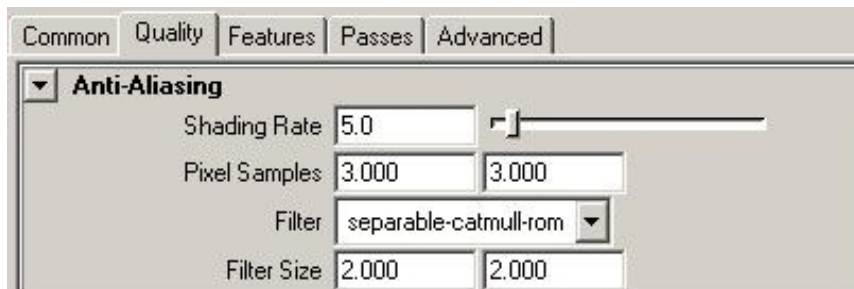 Common Quality Features Passes Advanced
Anti-Aliasing
Shading Rate 5.0
Pixel Samples 3.000 3.000
Filter separable-catmull-rom
Filter Size 2.000 2.000